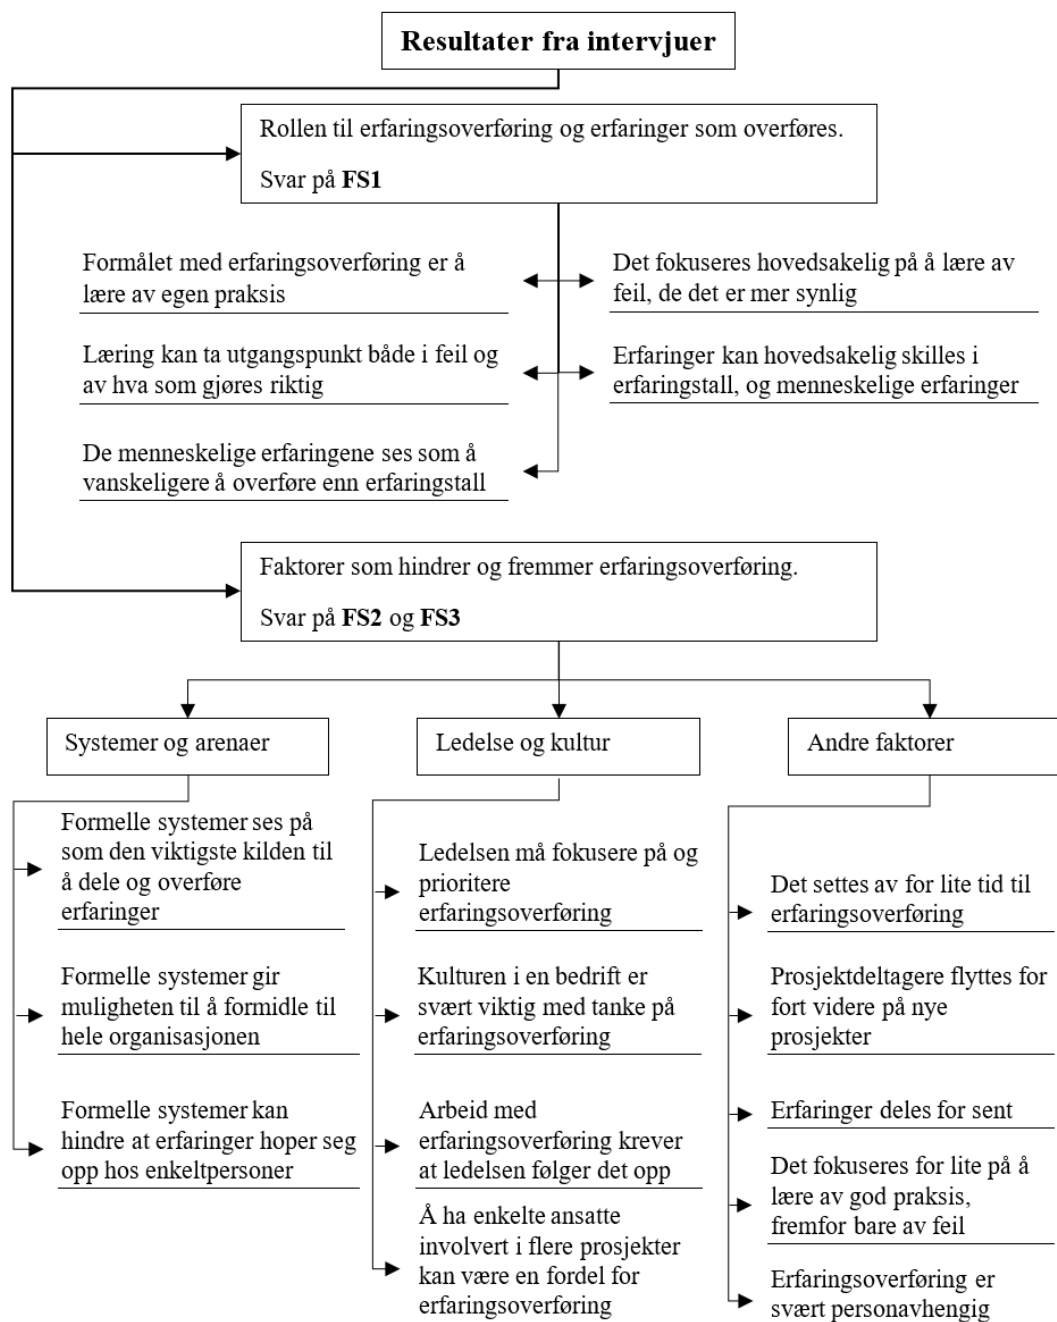 Resultater fra intervjuer
Rollen til erfaringsoverføring og erfaringer som overføres.
Svar på FS1
Formålet med erfaringsoverføring er å
lære av egen praksis
Det fokuseres hovedsakelig på å lære av
feil, de det er mer synlig
Læring kan ta utgangspunkt både i feil og
av hva som gjøres riktig
Erfaringer kan hovedsakelig skilles i
erfaringstall, og menneskelige erfaringer
De menneskelige erfaringene ses som å
vanskeligere å overføre enn erfaringstall
Faktorer som hindrer og fremmer erfaringsoverføring.
Svar på FS2 og FS3
Systemer og arenaer
Formelle systemer ses på
som den viktigste kilden til
å dele og overføre
erfaringer
Formelle systemer gir
muligheten til å formidle til
hele organisasjonen
Formelle systemer kan
hindre at erfaringer hoper seg
opp hos enkeltpersoner
Ledelse og kultur
Ledelsen må fokusere på og
prioritere
erfaringsoverføring
Kulturen i en bedrift er
svært viktig med tanke på
erfaringsoverføring
Arbeid med
erfaringsoverføring krever
at ledelsen følger det opp
Å ha enkelte ansatte
involvert i flere prosjekter
kan være en fordel for
erfaringsoverføring
Andre faktorer
Det settes av for lite tid til
erfaringsoverføring
Prosjektdeltagere flyttes for
fort videre på nye
prosjekter
Erfaringer deles for sent
Det fokuseres for lite på å
lære av god praksis,
fremfor bare av feil
Erfaringsoverføring er
svært personavhengig